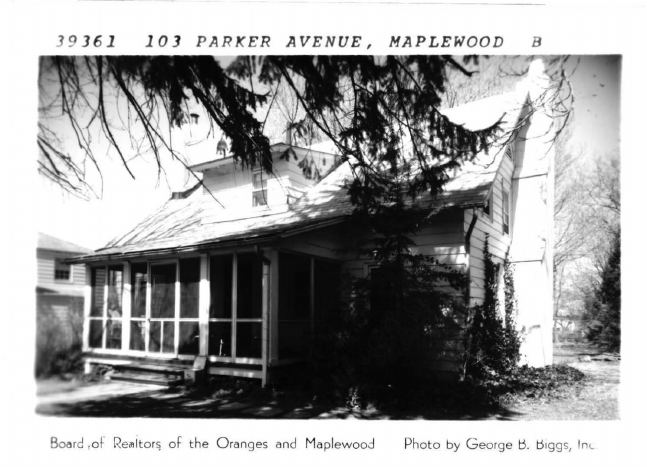 39361 103 PARKER AVENUE, MAPLEWOOD B
Board of Realtors of the Oranges and Maplewood Photo by George B. Biggs, Inc.